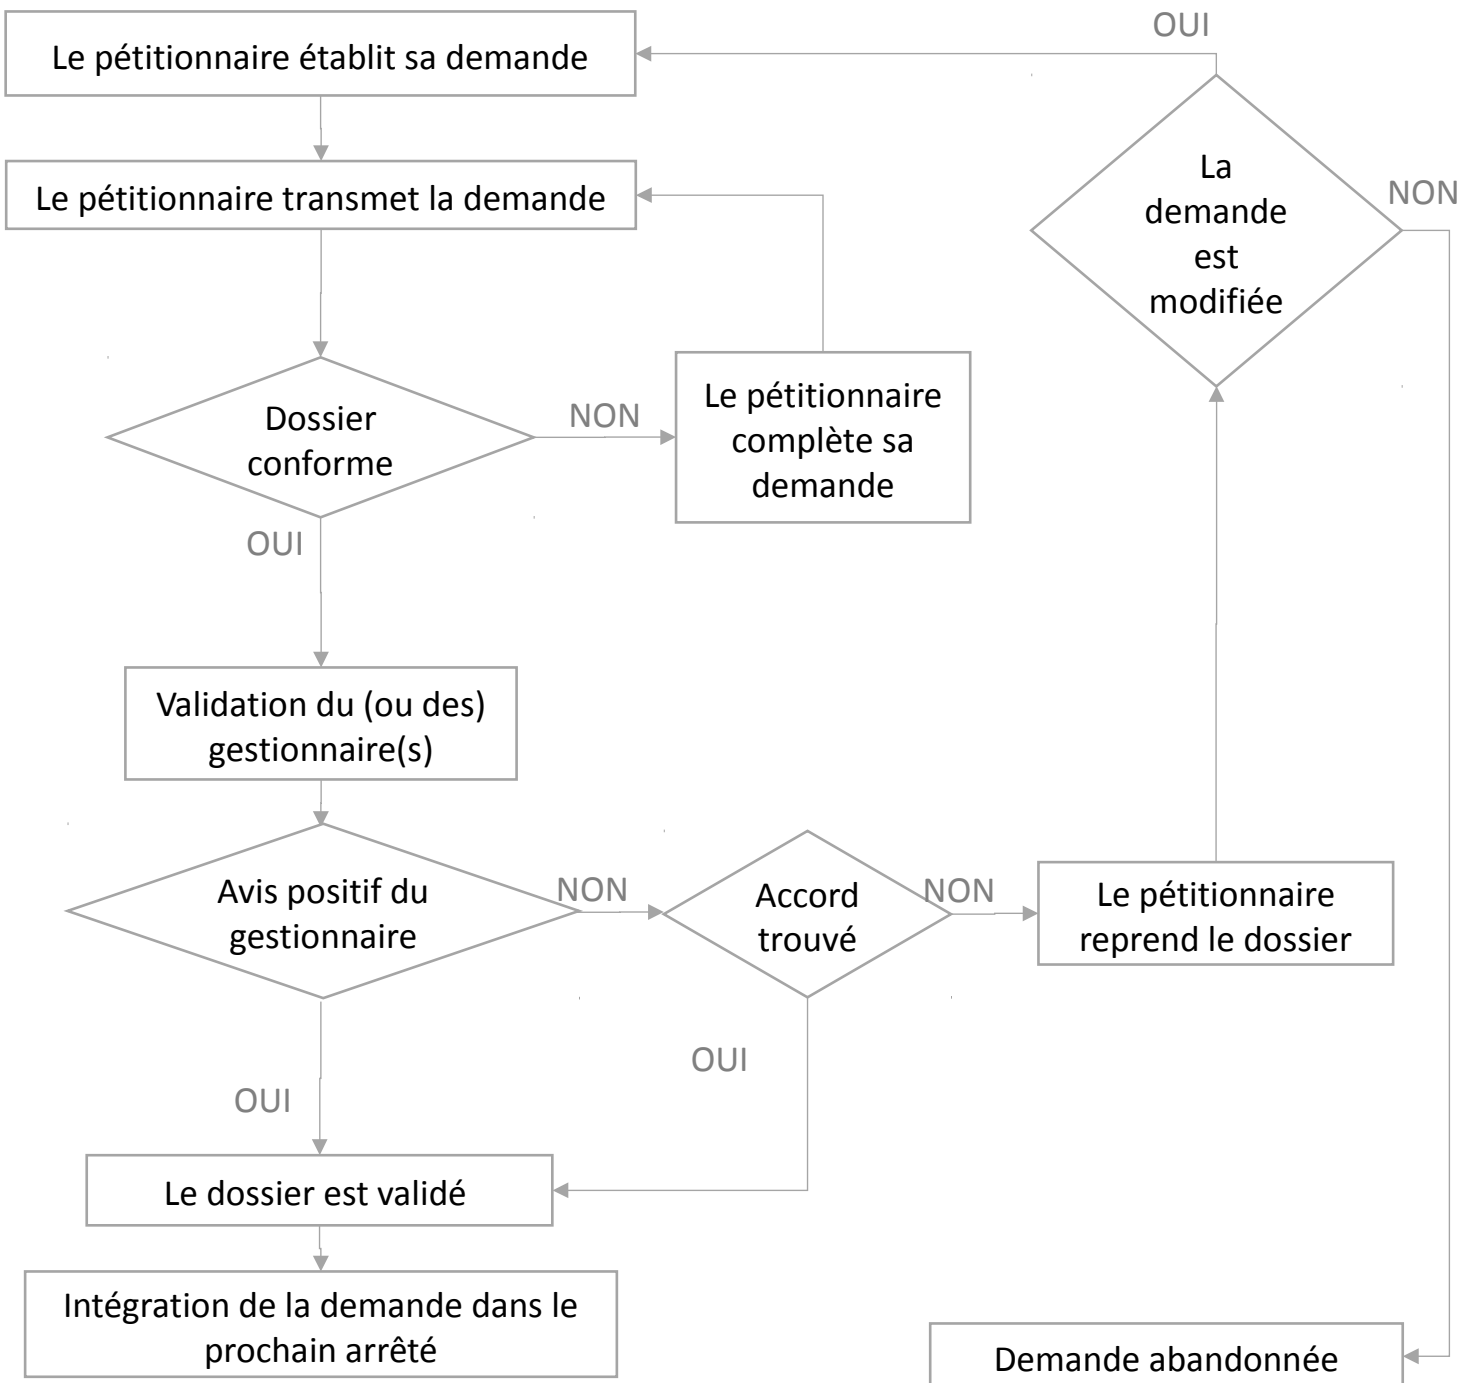 OUI
Le pétitionnaire établit sa demande
Le pétitionnaire transmet la demande
La
demande
est
modifiée
NON
Dossier
conforme
NON
Le pétitionnaire
complète sa
demande
OUI
Validation du (ou des)
gestionnaire(s)
Avis positif du
gestionnaire
NON
Accord
trouvé
NON
Le pétitionnaire
reprend le dossier
OUI
OUI
Le dossier est validé
Intégration de la demande dans le
prochain arrêté
Demande abandonnée